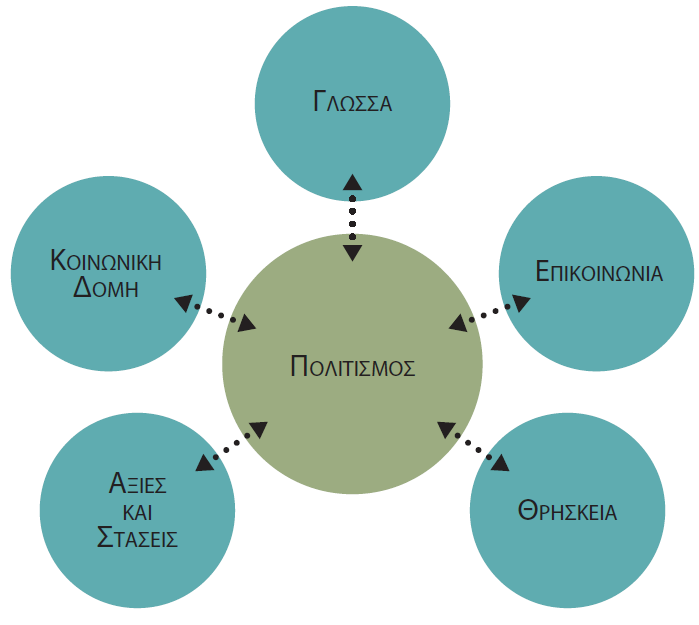 ΓΛΩΣΣΑ
ΚΟΙΝΩΝΙΚΗ
ΔΟΜΗ
ΕΠΙΚΟΙΝΩΝΙΑ
ΠΟΛΙΤΙΣΜΟΣ
ΑΞΙΕΣ
ΚΑΙ
ΣΤΑΣΕΙΣ
ΘΡΗΣΚΕΙΑ